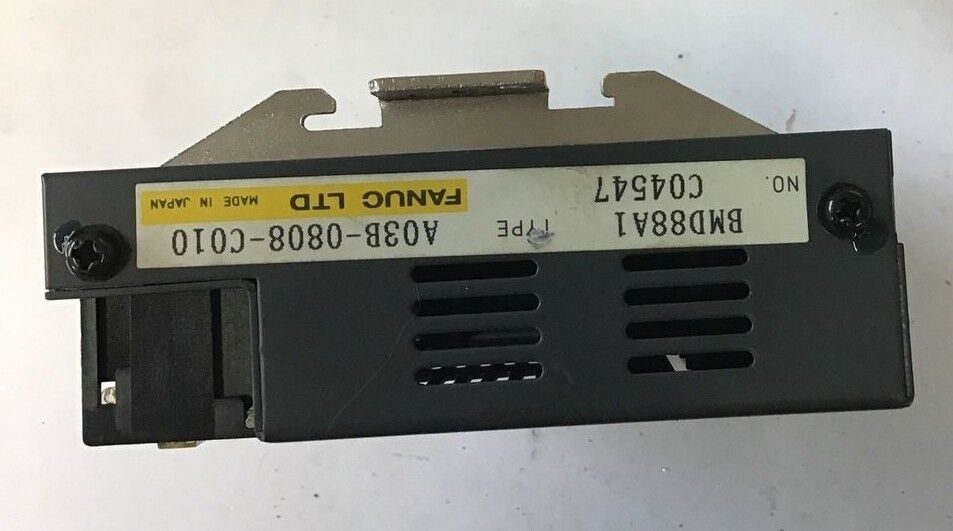 BMD88A1 TYPE A03B-0808-C010
NO. C04547 FANUC LTD MADE IN JAPAN